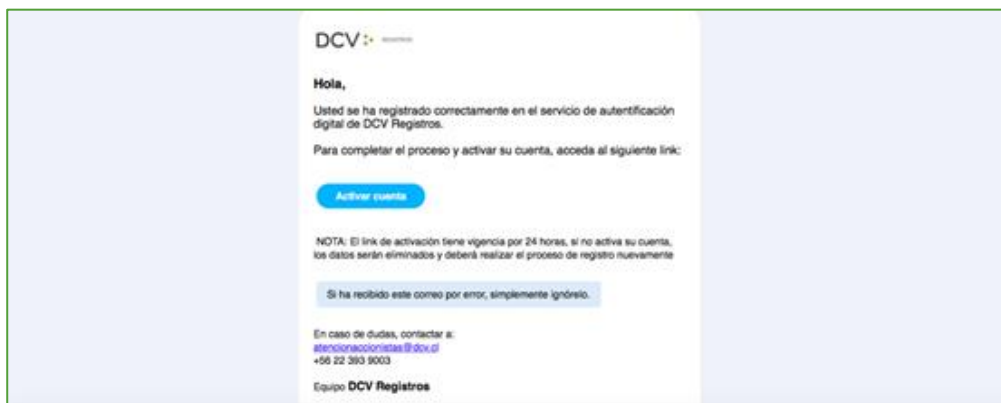 DCV
Hola,
Usted se ha registrado correctamente en el servicio de autentificación
digital de DCV Registros.
Para completar el proceso y activar su cuenta, acceda al siguiente link:
Activar cuenta
NOTA: El link de activación tiene vigencia por 24 horas, si no activa su cuenta,
los datos serán eliminados y deberá realizar el proceso de registro nuevamente
Si ha recibido este correo por error, simplemente ignórelo.
En caso de dudas, contactar a:
atencionaccionistas@dcv.cl
+56 22 393 9003
Equipo DCV Registros